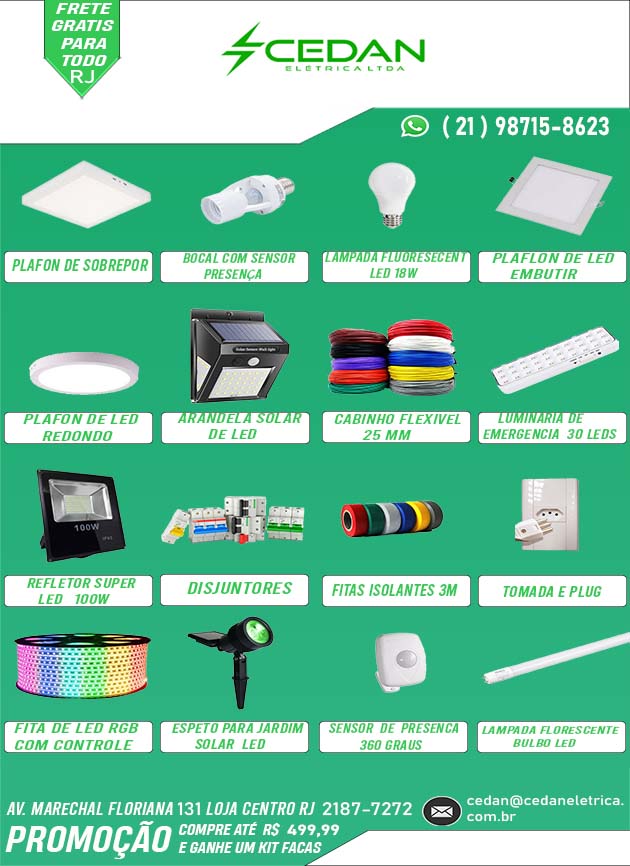 FRETE
GRATIS
PARA
TODO
RJ
CEDAN
ELÉTRICA LTDA
( 21 ) 98715-8623
PLAFON DE SOBREPOR
BOCAL COM SENSOR
PRESENÇA
LAMPADA FLUORESECENT
LED 18W
PLAFLON DE LED
EMBUTIR
PLAFON DE LED
REDONDO
Solar Sensor Wall Light
ARANDELA SOLAR
DE LED
CABINHO FLEXIVEL
25 MM
LUMINARIA DE
EMERGENCIA 30 LEDS
100W
REFLETOR SUPER
LED 100W
DISJUNTORES
FITAS ISOLANTES 3M
TOMADA E PLUG
FITA DE LED RGB
COM CONTROLE
ESPETO PARA JARDIM
SOLAR LED
SENSOR DE PRESENCA
360 GRAUS
LAMPADA FLORESCENTE
BULBO LED
AV. MARECHAL FLORIANA 131 LOJA CENTRO RJ 2187-7272
cedan@cedaneletrica.
com.br
PROMOÇÃO COMPRE ATÉ R$ 499,99
E GANHE UM KIT FACAS